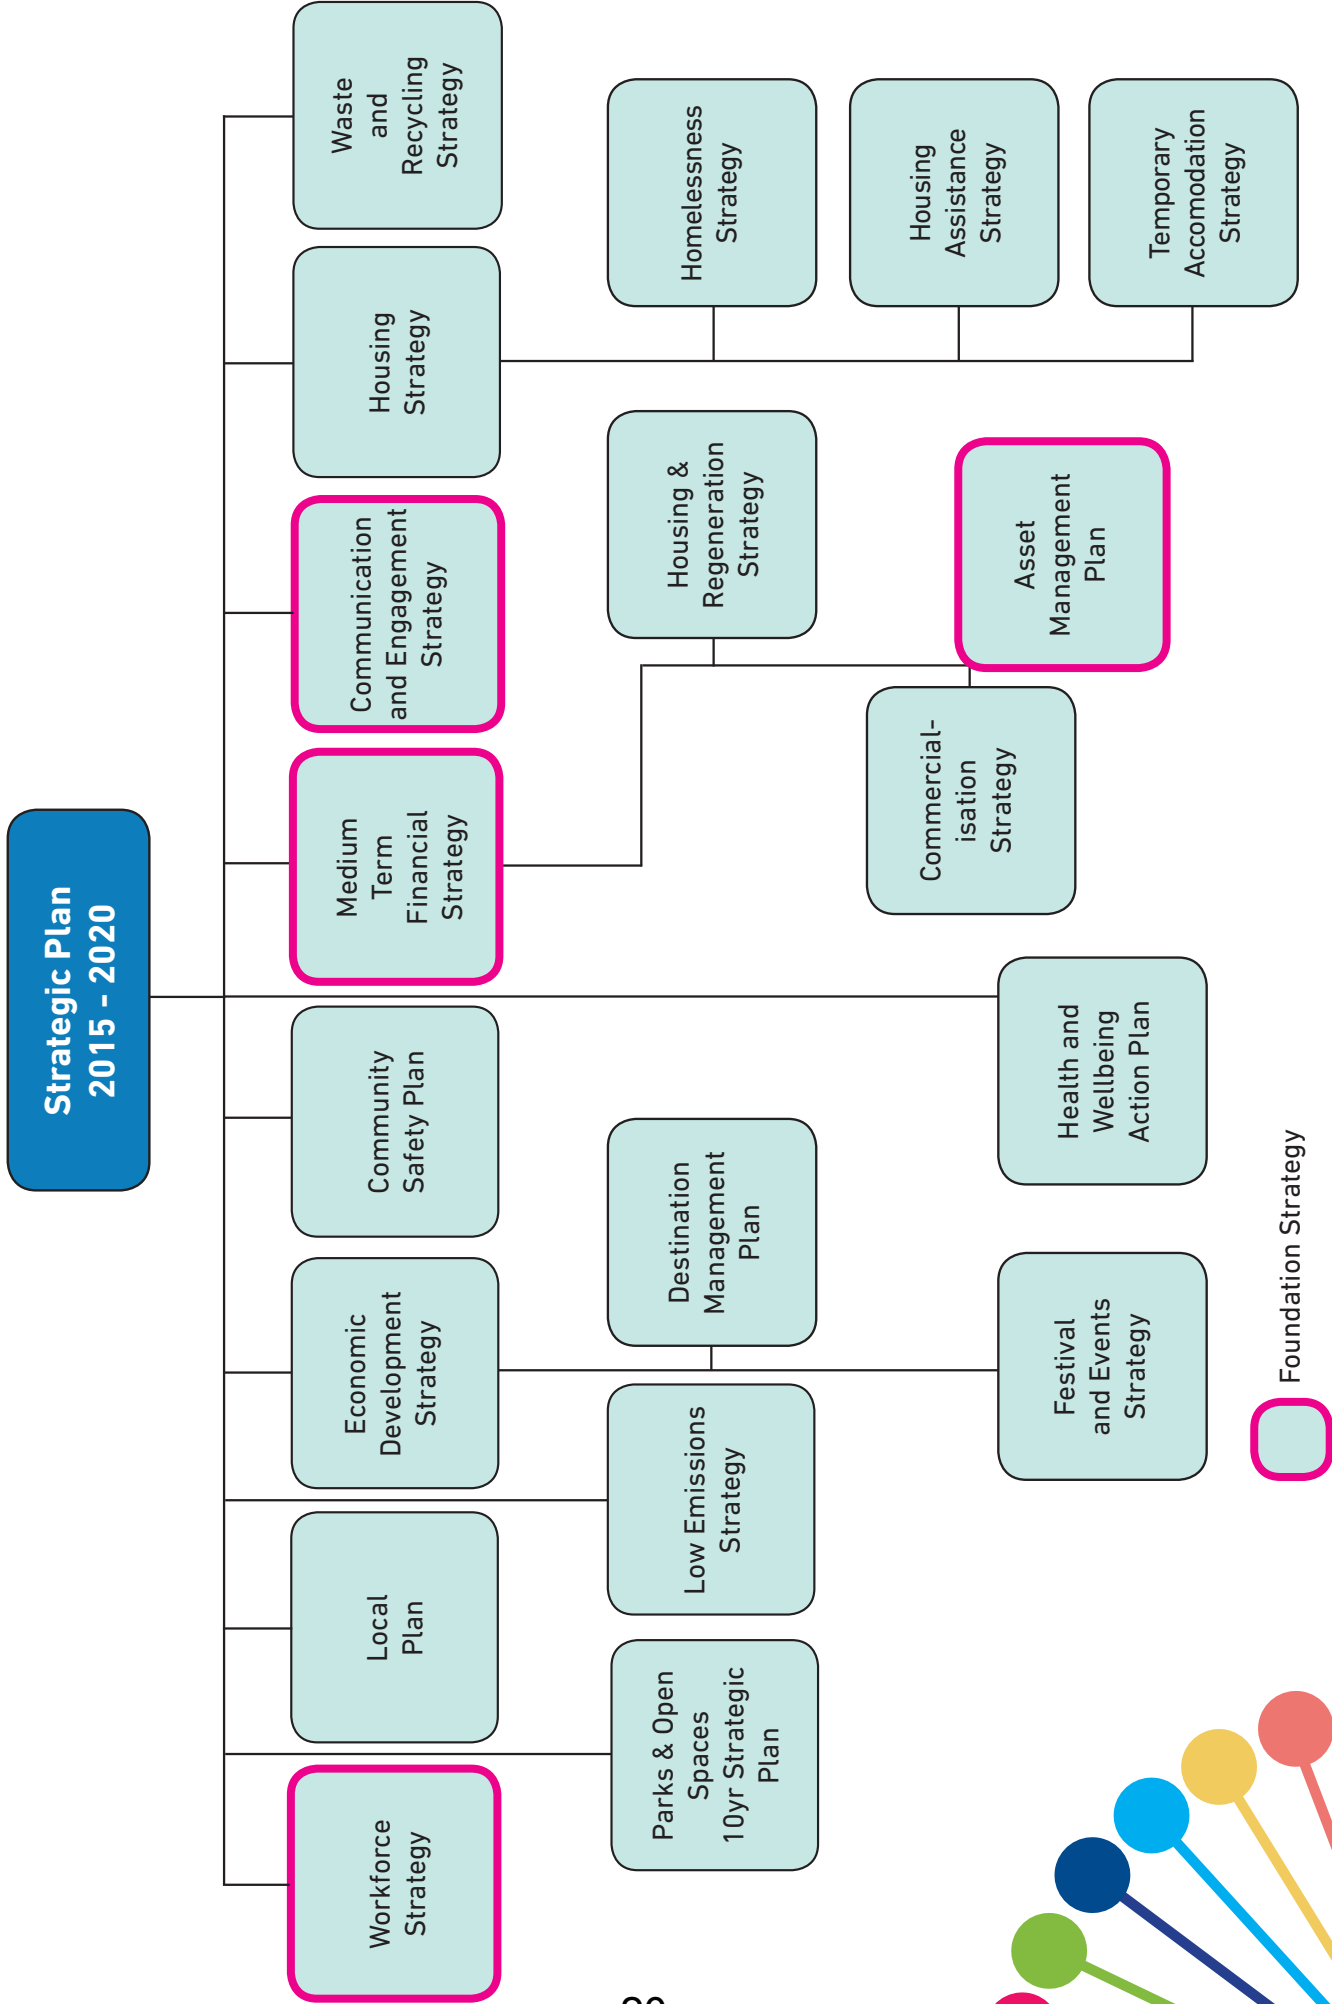 Strategic Plan
2015 - 2020
Workforce
Strategy
Local
Plan
Economic
Development
Strategy
Community
Safety Plan
Medium
Term
Financial
Strategy
Communication
and Engagement
Strategy
Housing
Strategy
Waste
and
Recycling
Strategy
Parks & Open
Spaces
10yr Strategic
Plan
Low Emissions
Strategy
Destination
Management
Plan
Housing &
Regeneration
Strategy
Homelessness
Strategy
Commercial-
isation
Strategy
Housing
Assistance
Strategy
Festival
and Events
Strategy
Health and
Wellbeing
Action Plan
Asset
Management
Plan
Temporary
Accomodation
Strategy
Foundation Strategy